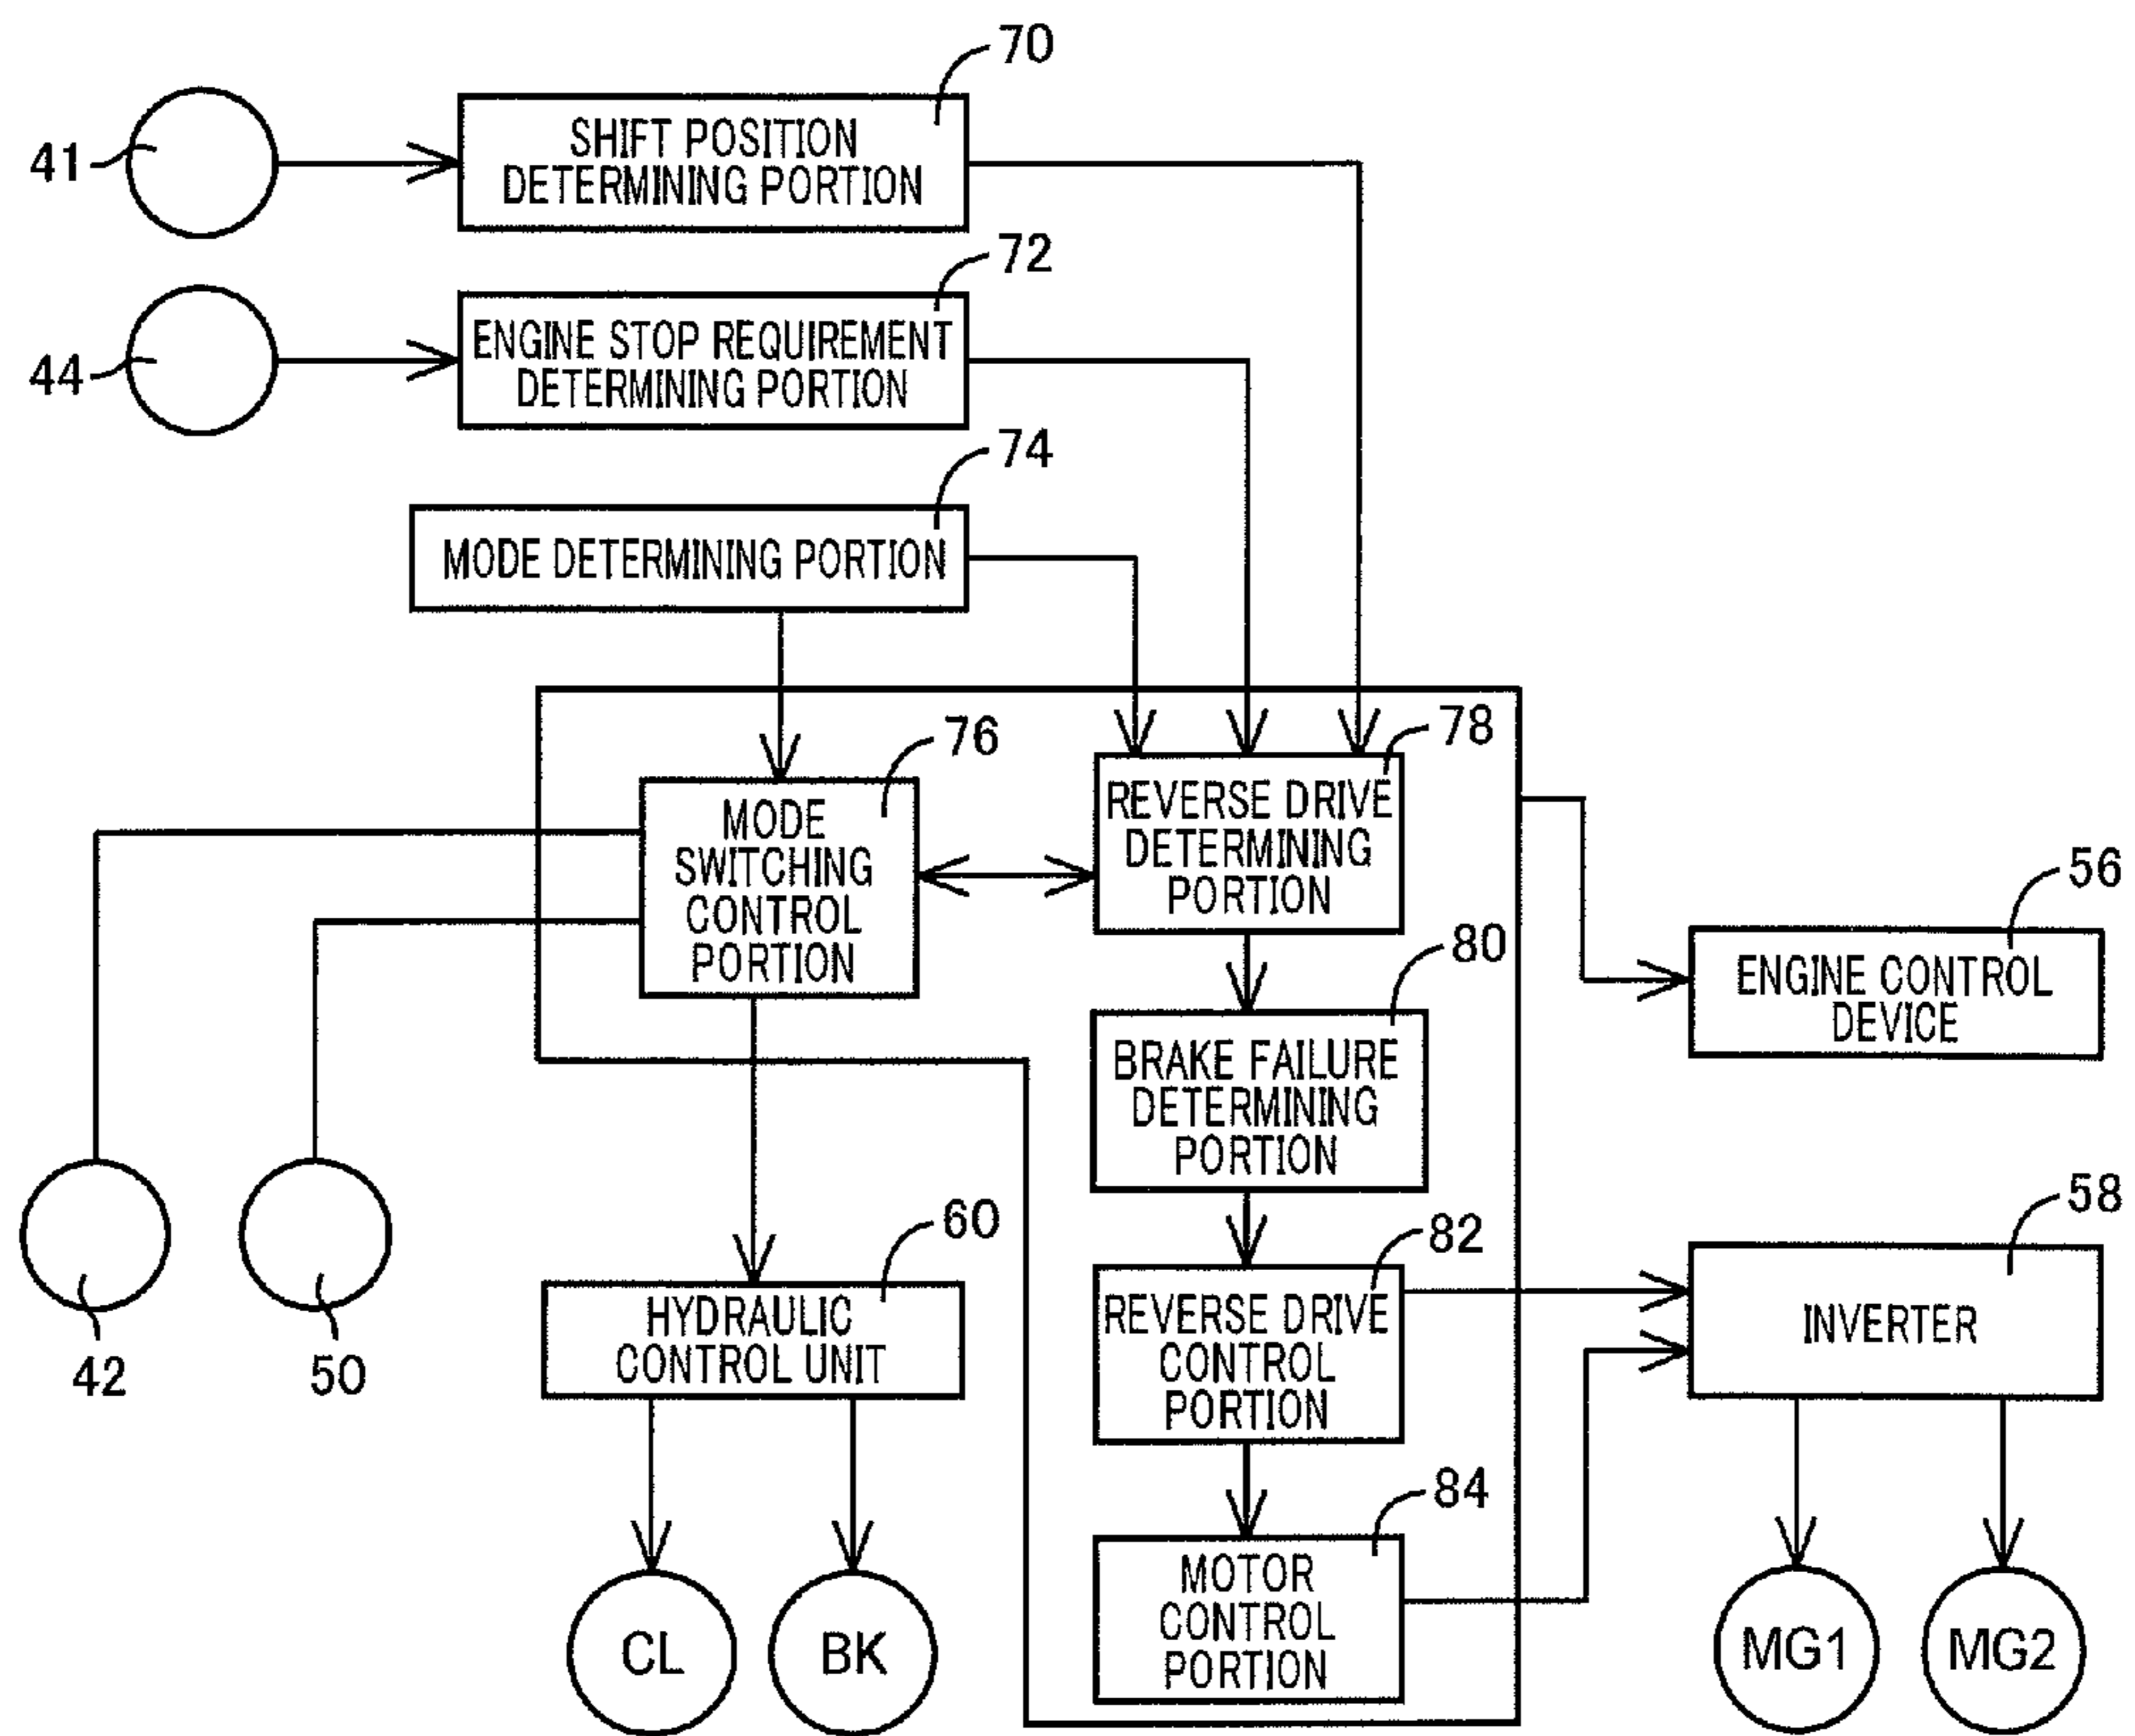 70
41
SHIFT POSITION
DETERMINING PORTION
72
44
ENGINE STOP REQUIREMENT
DETERMINING PORTION
74
MODE DETERMINING PORTION
76
78
MODE
SWITCHING
CONTROL
PORTION
REVERSE DRIVE
DETERMINING
PORTION
56
ENGINE CONTROL
DEVICE
80
BRAKE FAILURE
DETERMINING
PORTION
42
50
60
HYDRAULIC
CONTROL UNIT
82
REVERSE DRIVE
CONTROL
PORTION
58
INVERTER
84
MOTOR
CONTROL
PORTION
CL
BK
MG1
MG2